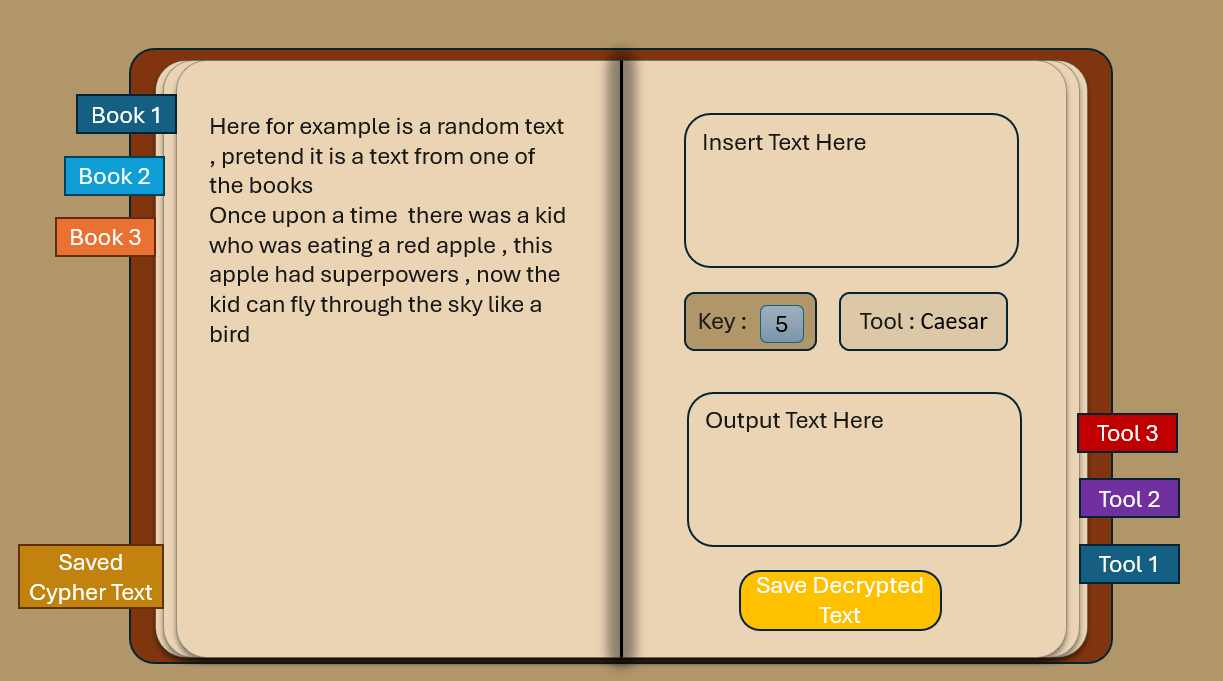 Book 1
Book 2
Book 3
Saved
Cypher Text
Here for example is a random text
, pretend it is a text from one of
the books
Once upon a time  there was a kid
who was eating a red apple , this
apple had superpowers , now the
kid can fly through the sky like a
bird
Insert Text Here
Key : 5
Tool : Caesar
Output Text Here
Save Decrypted
Text
Tool 3
Tool 2
Tool 1